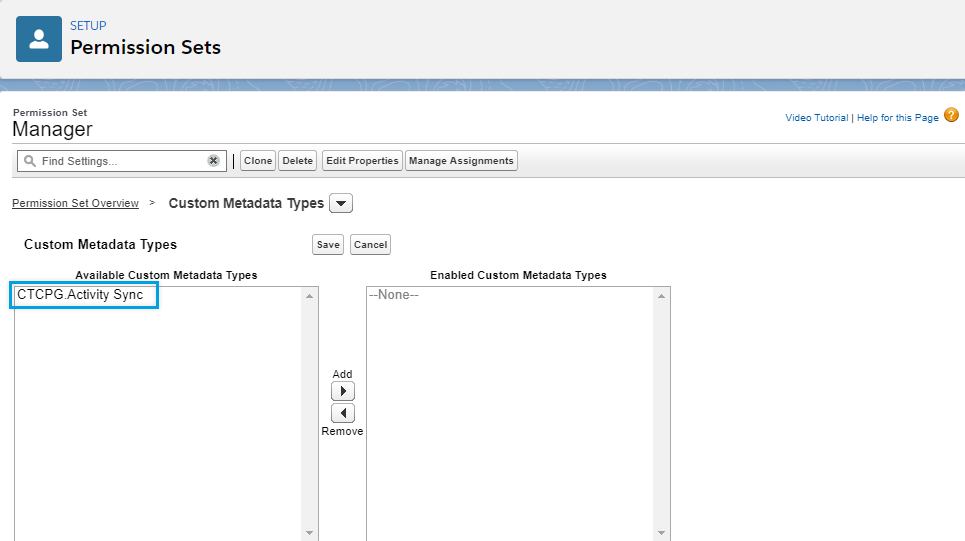 SETUP
Permission Sets
Permission Set
Manager
Video Tutorial | Help for this Page ?
Find Settings...
Clone Delete Edit Properties Manage Assignments
Permission Set Overview > Custom Metadata Types
Custom Metadata Types Save Cancel
Available Custom Metadata Types Enabled Custom Metadata Types
CTCPG.Activity Sync --None--
Add
Remove